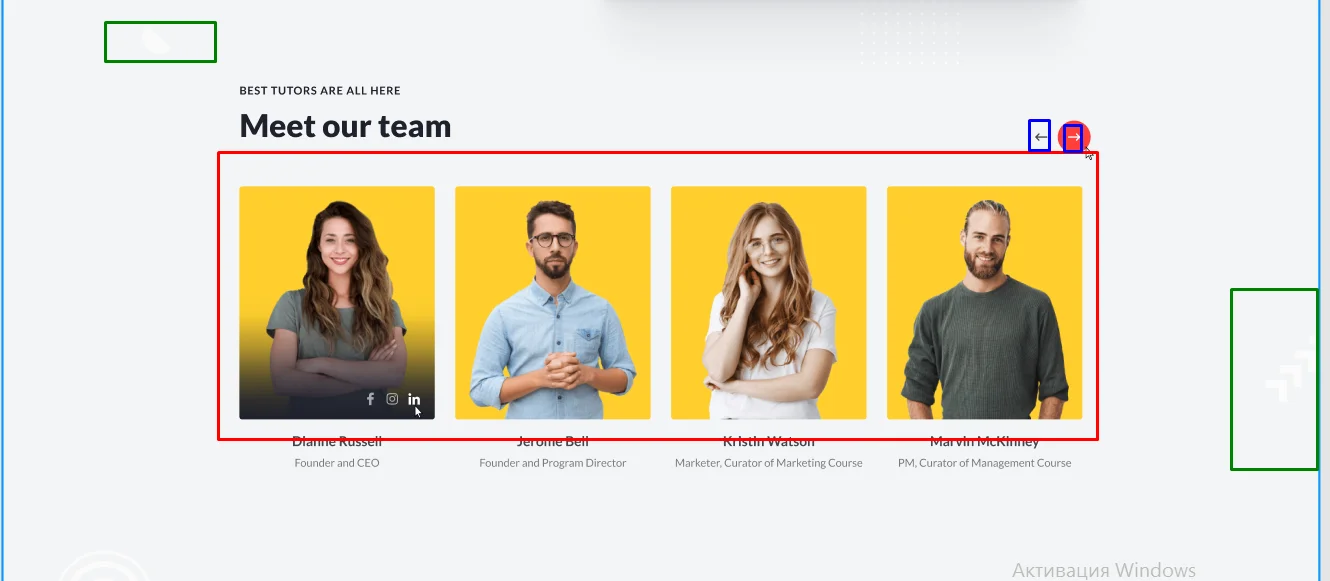 BEST TUTORS ARE ALL HERE
Meet our team
in
Dianne Russell
Jerome Bell
Kristin Watson
Marvin McKinney
Founder and CEO
Founder and Program Director
Marketer, Curator of Marketing Course
PM, Curator of Management Course
Активация Windows